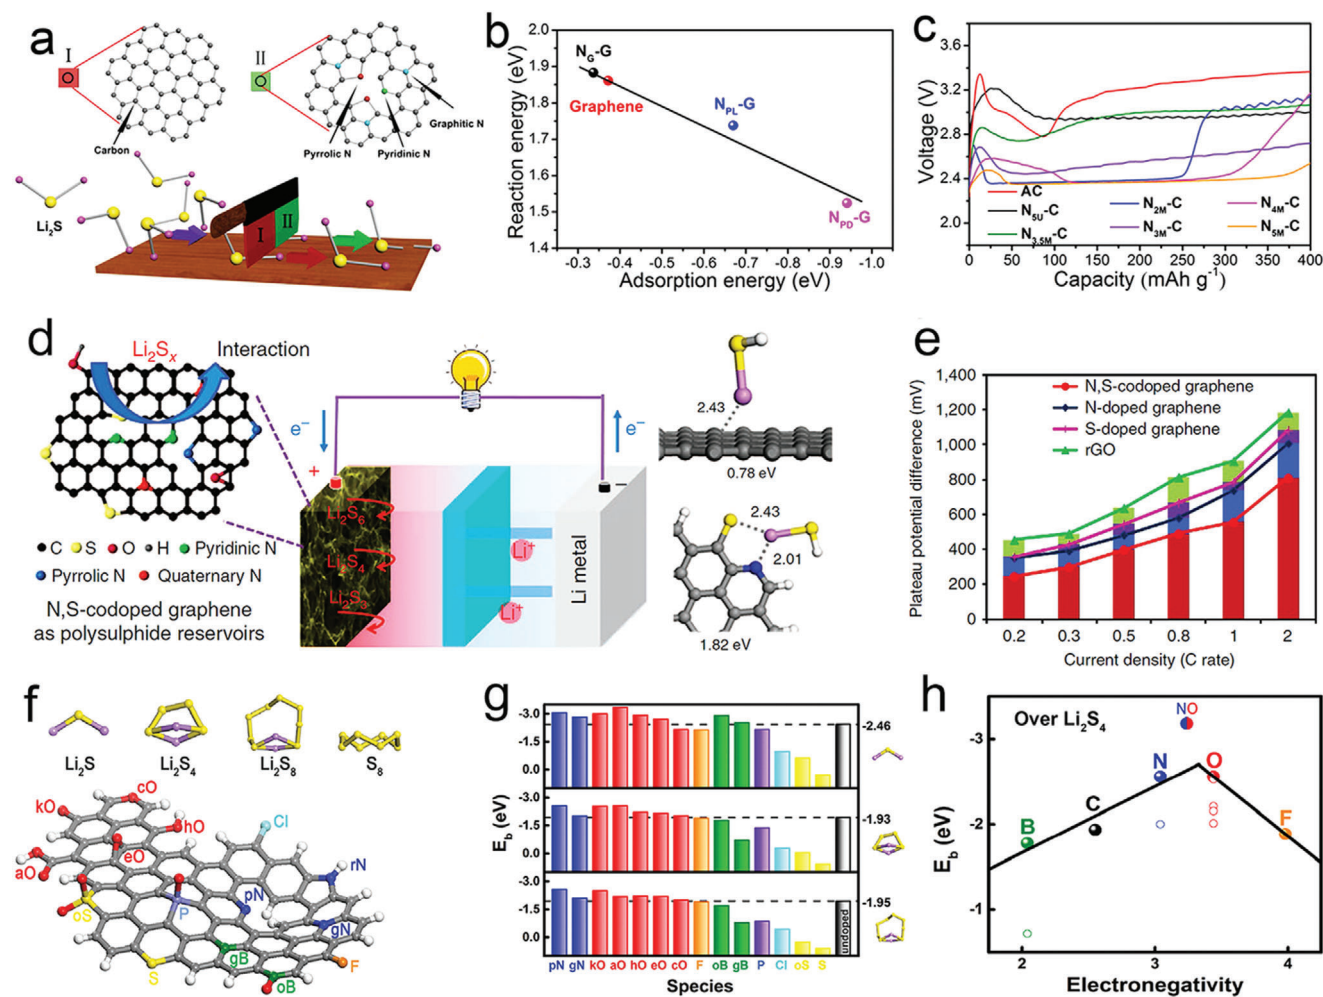 a
I
II
Carbon
Pyrrolic N
Pyridinic N
Graphitic N
Li2S
I
II
b
Reaction energy (eV)
2.0
1.9
1.8
1.7
1.6
1.5
1.4
NG-G
Graphene
NPL-G
NPD-G
-0.3 -0.4 -0.5 -0.6 -0.7 -0.8 -0.9 -1.0
Adsorption energy (eV)
c
Voltage (V)
3.6
3.2
2.8
2.4
2.0
AC
N5U-C
N3.5M-C
N2M-C
N3M-C
N4M-C
N5M-C
0 50 100 150 200 250 300 350 400
Capacity (mAh g-1)
d
Li2Sx
Interaction
C S O H Pyridinic N
Pyrrolic N Quaternary N
N,S-codoped graphene
as polysulphide reservoirs
e−
e−
+
−
Li2S6
Li2S4
Li2S3
Li+
Li+
Li metal
2.43
0.78 eV
2.43
2.01
1.82 eV
e
Plateau potential difference (mV)
1,400
1,200
1,000
800
600
400
200
0
N,S-codoped graphene
N-doped graphene
S-doped graphene
rGO
0.2 0.3 0.5 0.8 1 2
Current density (C rate)
f
Li2S
Li2S4
Li2S8
S8
cO
kO
hO
eO
aO
Cl
rN
pN
gN
oS
P
gB
F
S
oB
g
Eb (eV)
-3.0
-1.5
0.0
-2.46
-3.0
-1.5
0.0
-1.93
-3.0
-1.5
0.0
-1.95
undoped
pN gN kO aO hO eO cO F oB gB P Cl oS S
Species
h
Over Li2S4
Eb (eV)
-3
-2
-1
B
C
N
NO
O
F
2 3 4
Electronegativity